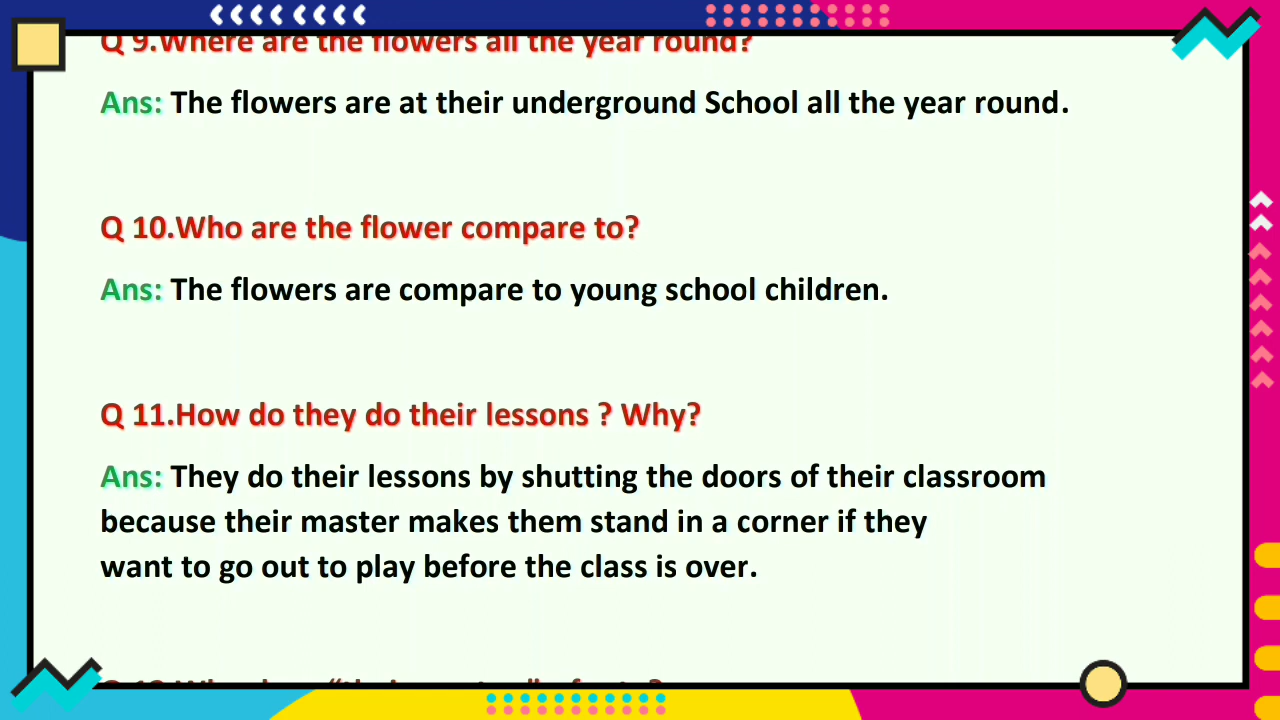 Q 9.Where are the flowers all the year round?
Ans: The flowers are at their underground School all the year round.
Q 10.Who are the flower compare to?
Ans: The flowers are compare to young school children.
Q 11.How do they do their lessons ? Why?
Ans: They do their lessons by shutting the doors of their classroom
because their master makes them stand in a corner if they
want to go out to play before the class is over.